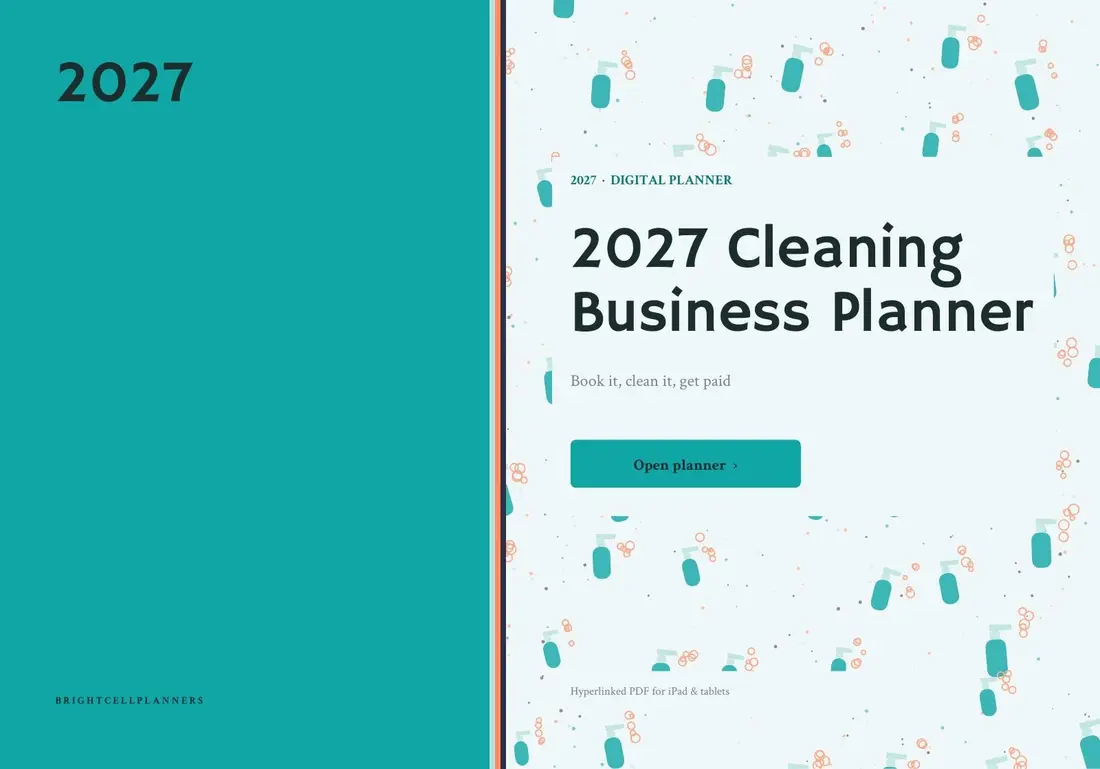 2027
BRIGHTCELLPLANNERS
2027 · DIGITAL PLANNER
2027 Cleaning
Business Planner
Book it, clean it, get paid
Open planner ›
Hyperlinked PDF for iPad & tablets